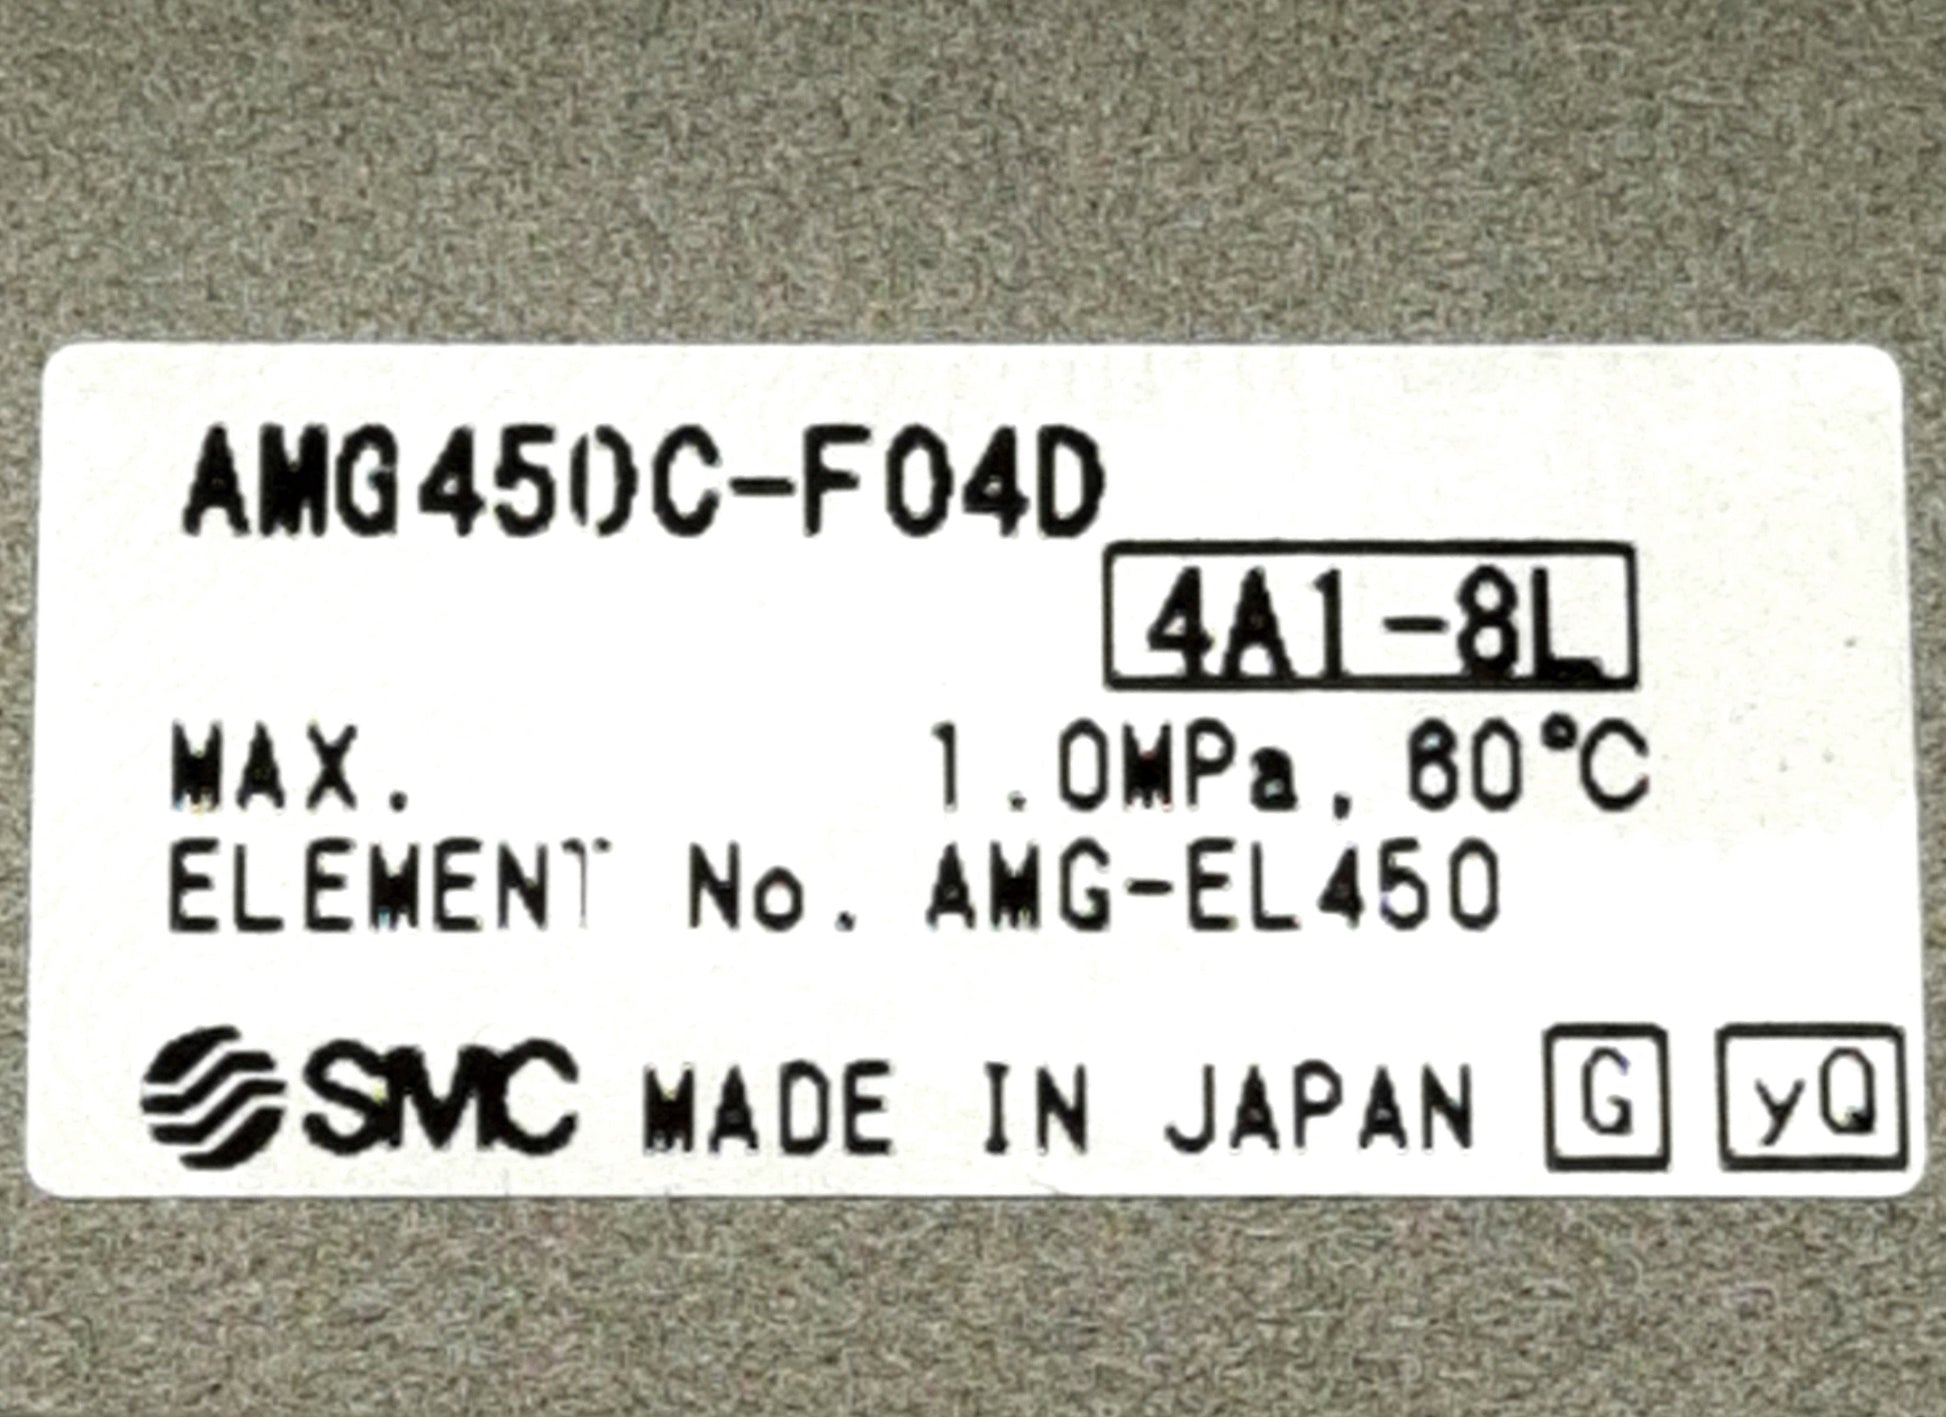 AMG450C-F04D
4A1-8L
MAX. 1.0MPa, 60°C
ELEMENT No. AMG-EL450
SMC MADE IN JAPAN G yQ